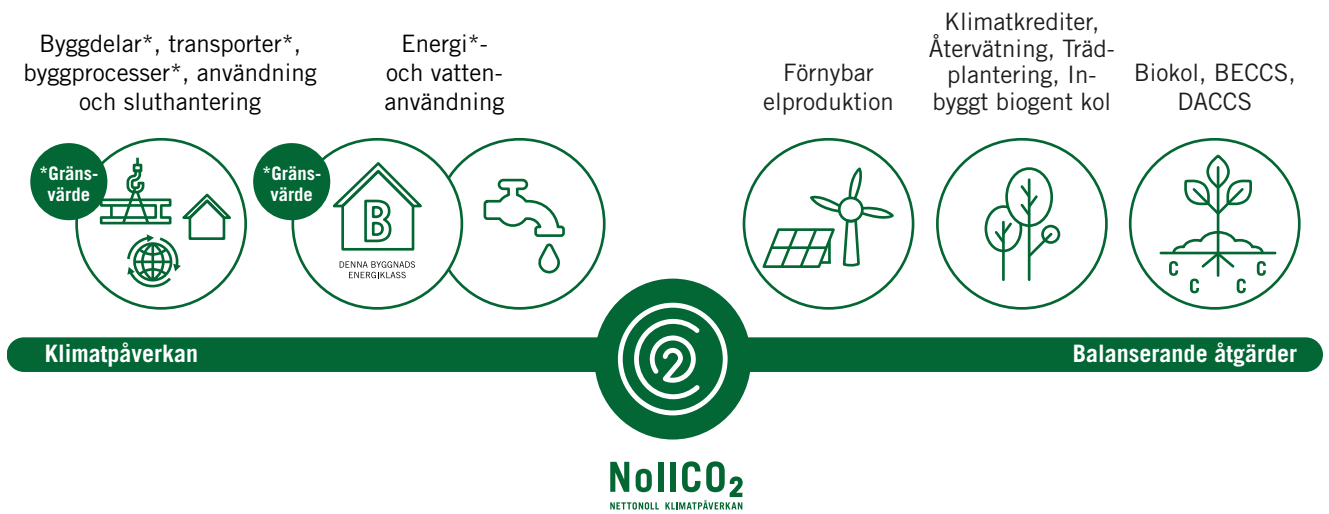 Byggdelar*, transporter*,
byggprocesser*, användning
och sluthantering
Energi*-
och vatten-
användning
Förnybar
elproduktion
Klimatkrediter,
Återvätning, Träd-
plantering, In-
byggt biogent kol
Biokol, BECCS,
DACCS
*Gräns-
värde
*Gräns-
värde
B
DENNA BYGGNADS
ENERGIKLASS
C
C
C
C
Klimatpåverkan
2
Balanserande åtgärder
NollCO₂
NETTONOLL KLIMATPÅVERKAN